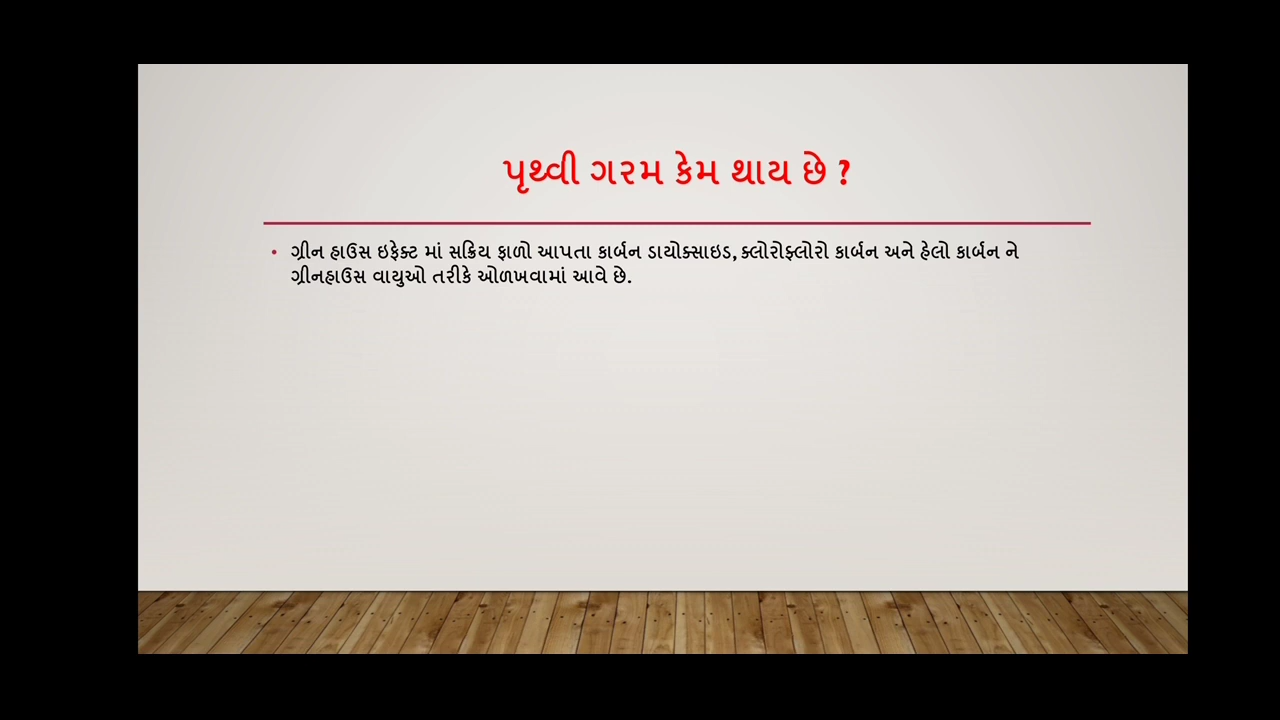 પૃથ્વી ગરમ કેમ થાય છે ?
• ગ્રીન હાઉસ ઇફેક્ટ માં સક્રિય ફાળો આપતા કાર્બન ડાયોક્સાઇડ, ક્લોરોફ્લોરો કાર્બન અને હેલો કાર્બન ને
ગ્રીનહાઉસ વાયુઓ તરીકે ઓળખવામાં આવે છે.